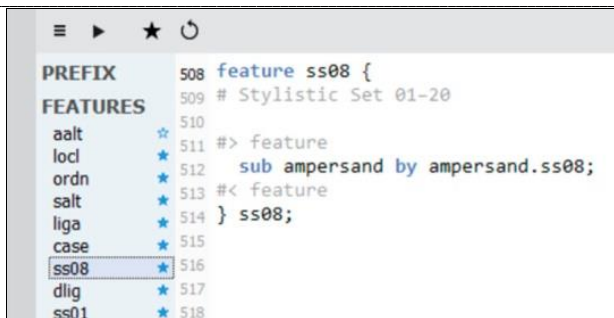 PREFIX
FEATURES
aalt
locl
ordn
salt
liga
case
ss08
dlig
ss01
508 feature ss08 {
509 # Stylistic Set 01-20
510
511 #> feature
512 sub ampersand by ampersand.ss08;
513 #< feature
514 } ss08;
515
516
517
518